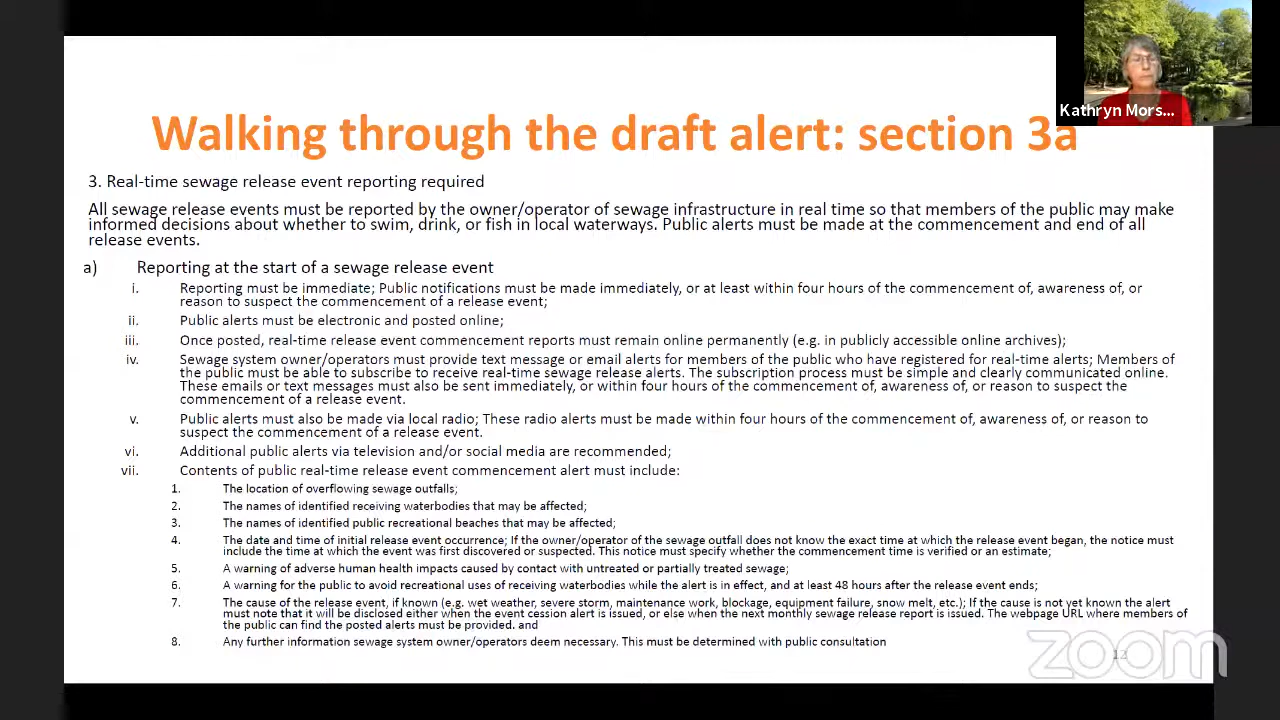 Kathryn Mors...
Walking through the draft alert: section 3a
3. Real-time sewage release event reporting required
All sewage release events must be reported by the owner/operator of sewage infrastructure in real time so that members of the public may make
informed decisions about whether to swim, drink, or fish in local waterways. Public alerts must be made at the commencement and end of all
release events.
a) Reporting at the start of a sewage release event
i. Reporting must be immediate; Public notifications must be made immediately, or at least within four hours of the commencement of, awareness of, or
reason to suspect the commencement of a release event;
ii. Public alerts must be electronic and posted online;
iii. Once posted, real-time release event commencement reports must remain online permanently (e.g. in publicly accessible online archives);
iv. Sewage system owner/operators must provide text message or email alerts for members of the public who have registered for real-time alerts; Members of
the public must be able to subscribe to receive real-time sewage release alerts. The subscription process must be simple and clearly communicated online.
These emails or text messages must also be sent immediately, or within four hours of the commencement of, awareness of, or reason to suspect the
commencement of a release event.
v. Public alerts must also be made via local radio; These radio alerts must be made within four hours of the commencement of, awareness of, or reason to
suspect the commencement of a release event.
vi. Additional public alerts via television and/or social media are recommended;
vii. Contents of public real-time release event commencement alert must include:
1. The location of overflowing sewage outfalls;
2. The names of identified receiving waterbodies that may be affected;
3. The names of identified public recreational beaches that may be affected;
4. The date and time of initial release event occurrence; If the owner/operator of the sewage outfall does not know the exact time at which the release event began, the notice must
include the time at which the event was first discovered or suspected. This notice must specify whether the commencement time is verified or an estimate;
5. A warning of adverse human health impacts caused by contact with untreated or partially treated sewage;
6. A warning for the public to avoid recreational uses of receiving waterbodies while the alert is in effect, and at least 48 hours after the release event ends;
7. The cause of the release event, if known (e.g. wet weather, severe storm, maintenance work, blockage, equipment failure, snow melt, etc.); If the cause is not yet known the alert
must note that it will be disclosed either when the event cession alert is issued, or else when the next monthly sewage release report is issued. The webpage URL where members of
the public can find the posted alerts must be provided. and
8. Any further information sewage system owner/operators deem necessary. This must be determined with public consultation
12
zoom